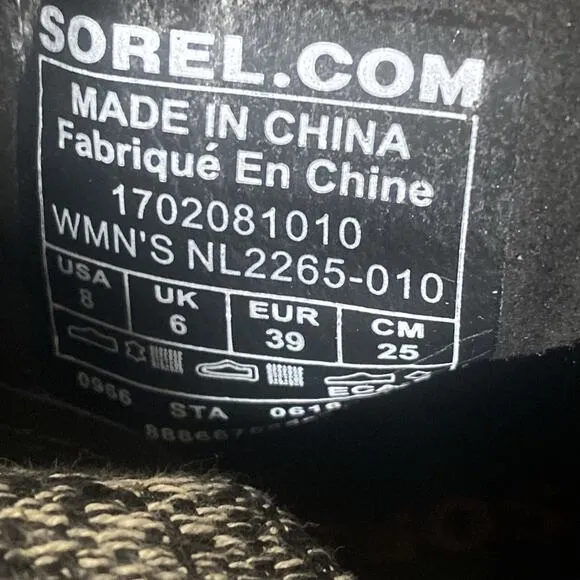 SOREL.COM
MADE IN CHINA
Fabriqué En Chine
1702081010
WMN'S NL2265-010
USA UK EUR CM
8 6 39 25
0966 STA